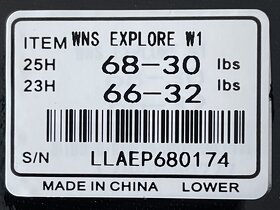 ITEM WNS EXPLORE W1
25H 68-30 lbs
23H 66-32 lbs
S/N LLAEP680174
MADE IN CHINA LOWER